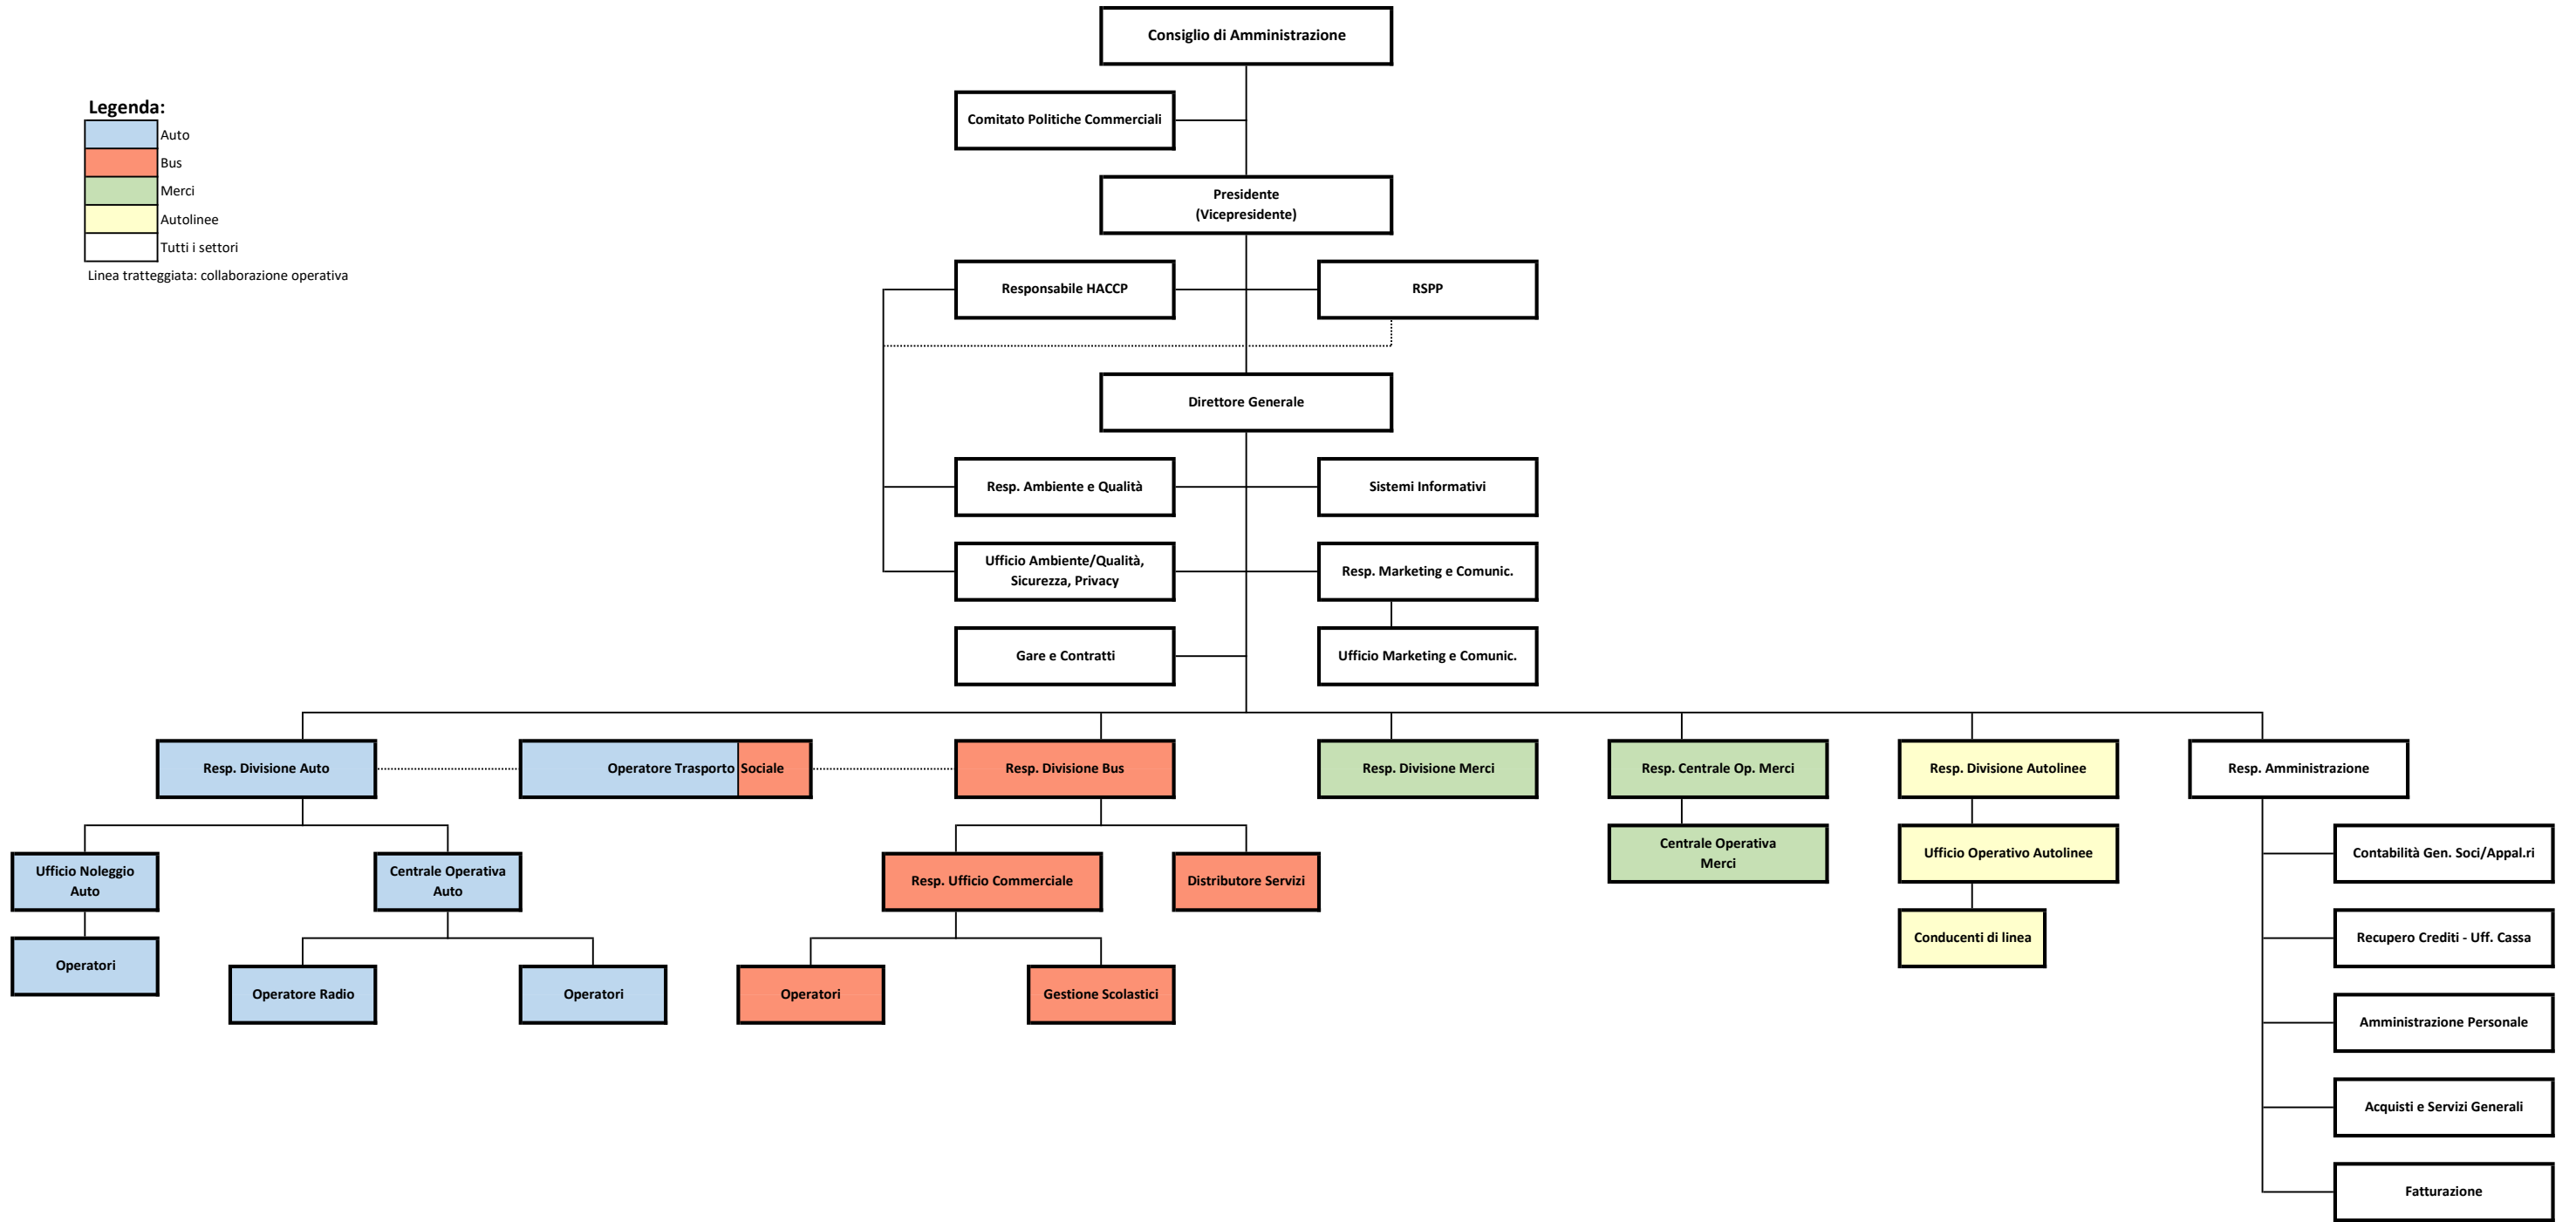 Consiglio di Amministrazione
Legenda:
Auto
Bus
Merci
Autolinee
Tutti i settori
Linea tratteggiata: collaborazione operativa
Comitato Politiche Commerciali
Presidente
(Vicepresidente)
Responsabile HACCP
RSPP
Direttore Generale
Resp. Ambiente e Qualità
Sistemi Informativi
Ufficio Ambiente/Qualità,
Sicurezza, Privacy
Resp. Marketing e Comunic.
Gare e Contratti
Ufficio Marketing e Comunic.
Resp. Divisione Auto
Operatore Trasporto Sociale
Resp. Divisione Bus
Resp. Divisione Merci
Resp. Centrale Op. Merci
Resp. Divisione Autolinee
Resp. Amministrazione
Ufficio Noleggio
Auto
Centrale Operativa
Auto
Resp. Ufficio Commerciale
Distributore Servizi
Centrale Operativa
Merci
Ufficio Operativo Autolinee
Contabilità Gen. Soci/Appal.ri
Operatori
Operatore Radio
Operatori
Operatori
Gestione Scolastici
Conducenti di linea
Recupero Crediti - Uff. Cassa
Amministrazione Personale
Acquisti e Servizi Generali
Fatturazione